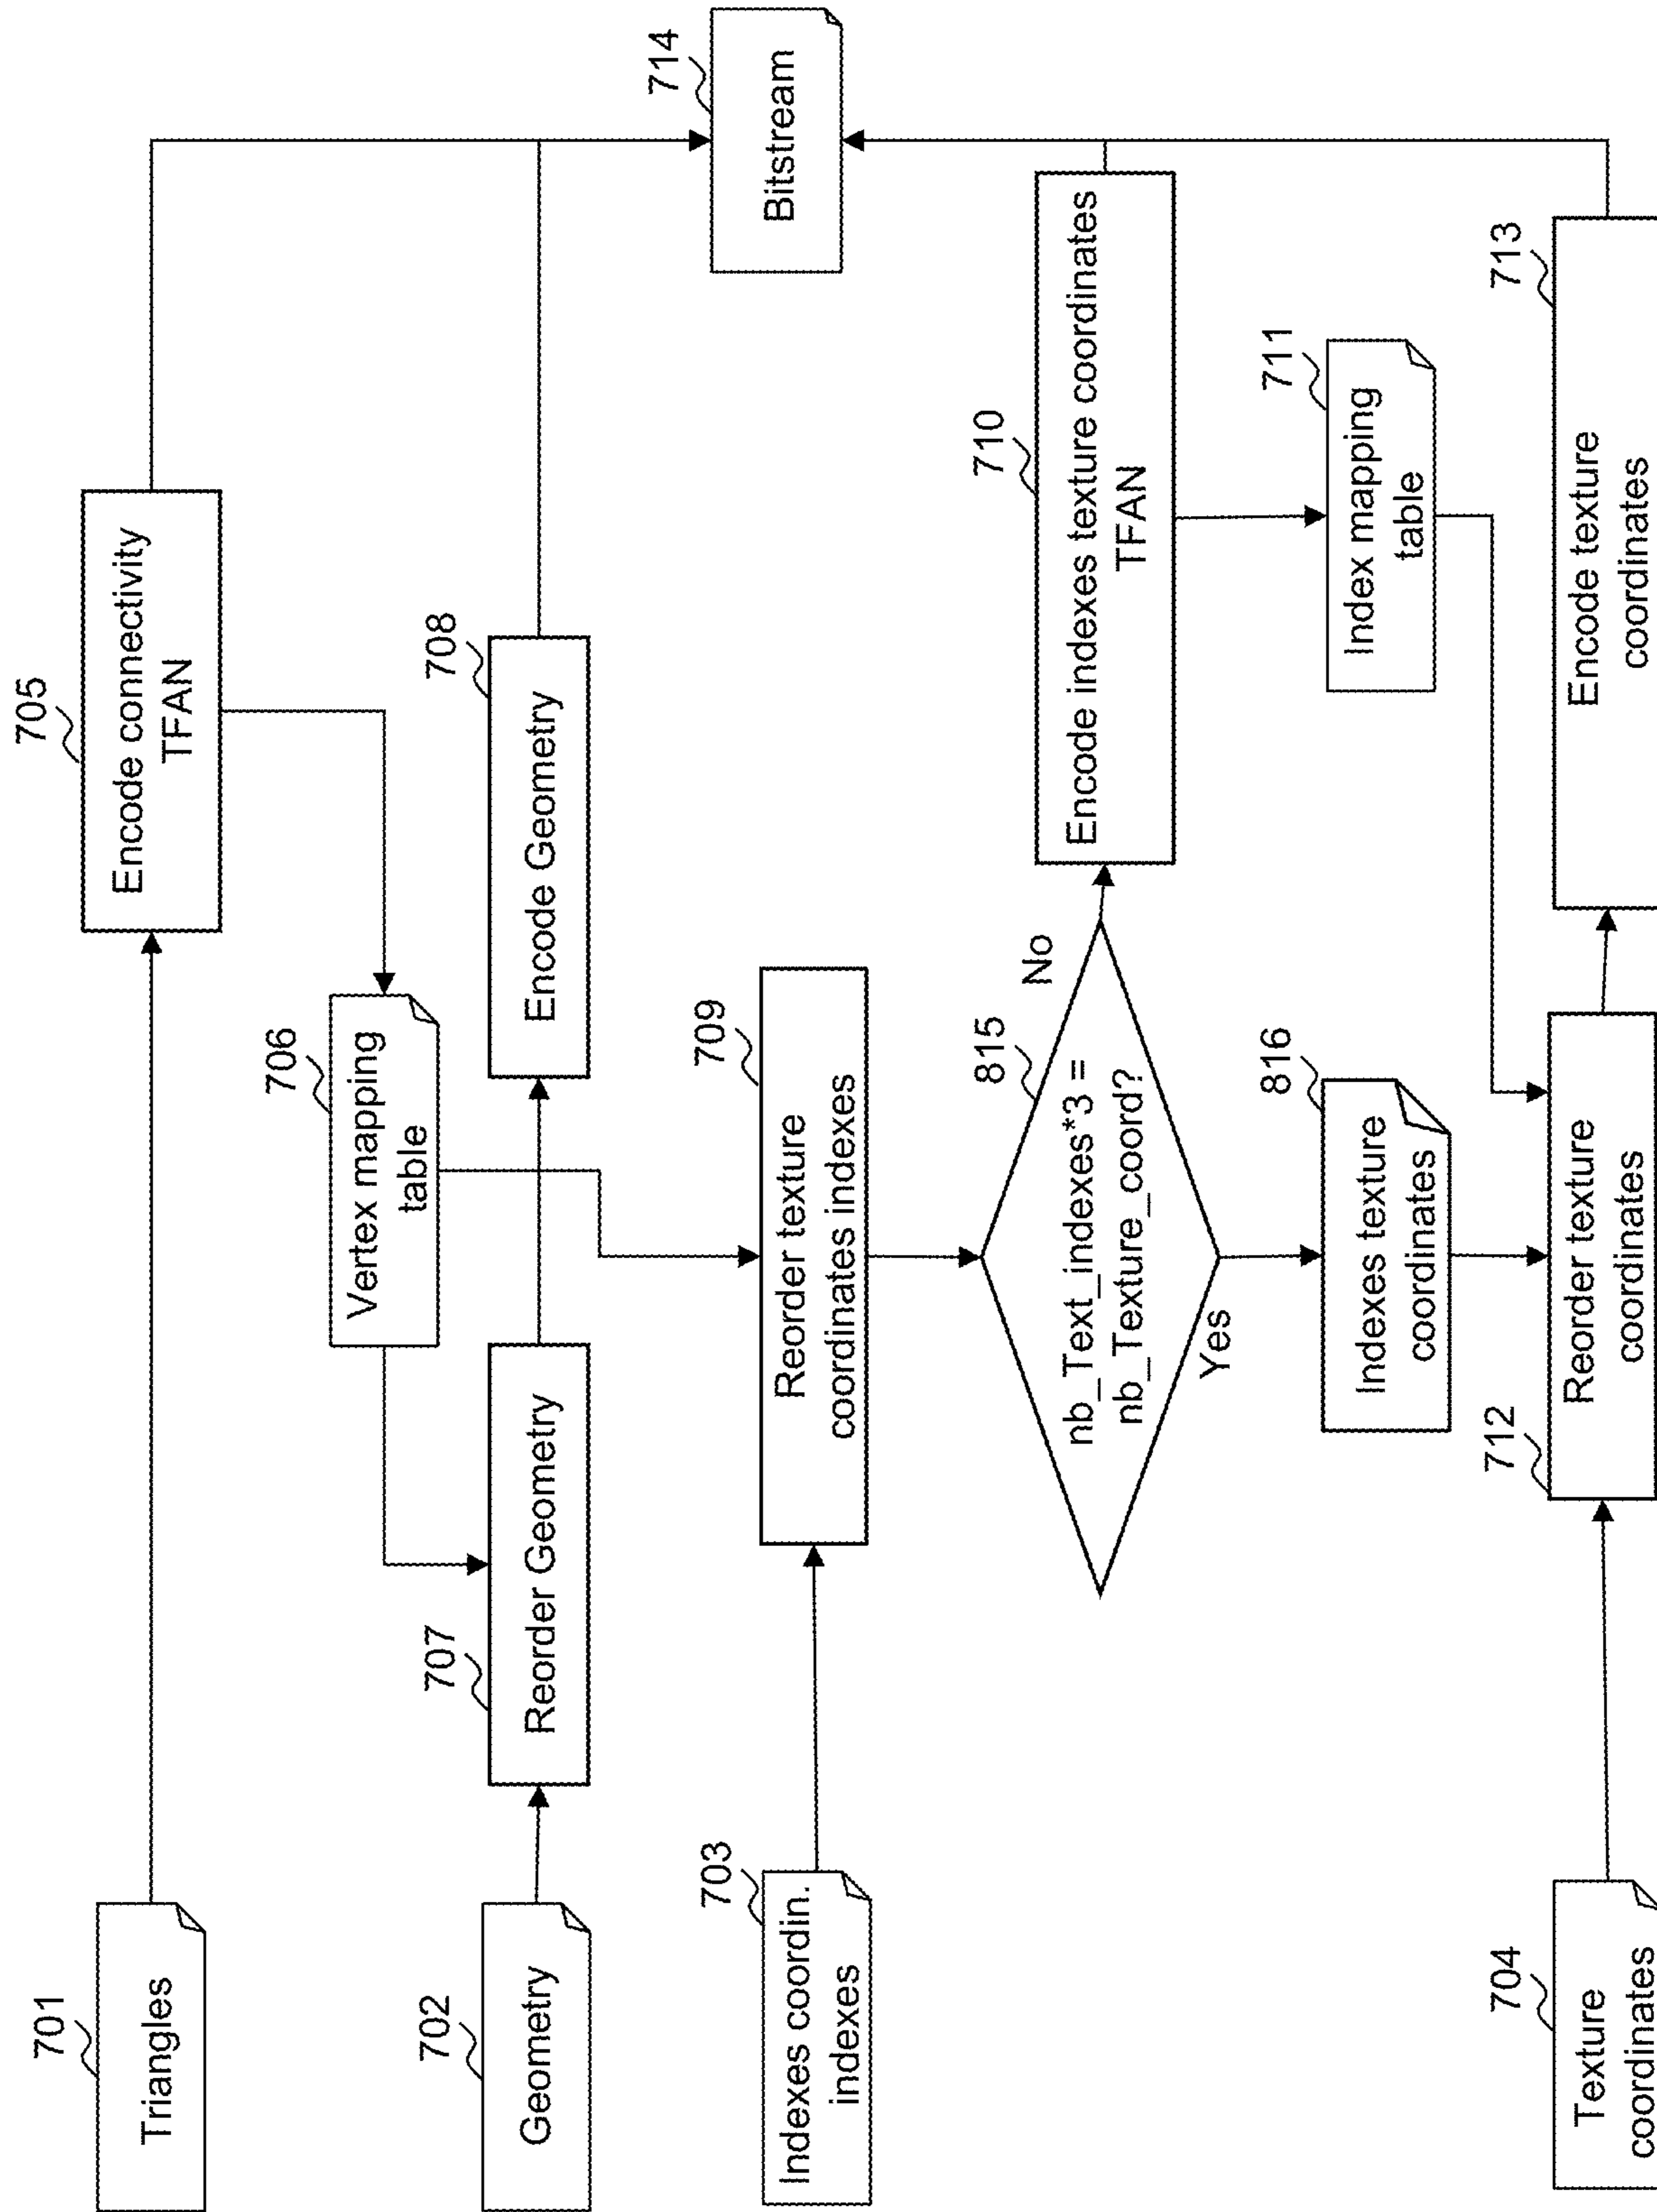 701
Triangles
705
Encode connectivity
TFAN
706
Vertex mapping
table
702
Geometry
707
Reorder Geometry
708
Encode Geometry
714
Bitstream
703
Indexes coordin.
indexes
709
Reorder texture
coordinates indexes
815
nb_Text_indexes*3 =
nb_Texture_coord?
No
Yes
710
Encode indexes texture coordinates
TFAN
816
Indexes texture
coordinates
711
Index mapping
table
704
Texture
coordinates
712
Reorder texture
coordinates
713
Encode texture
coordinates